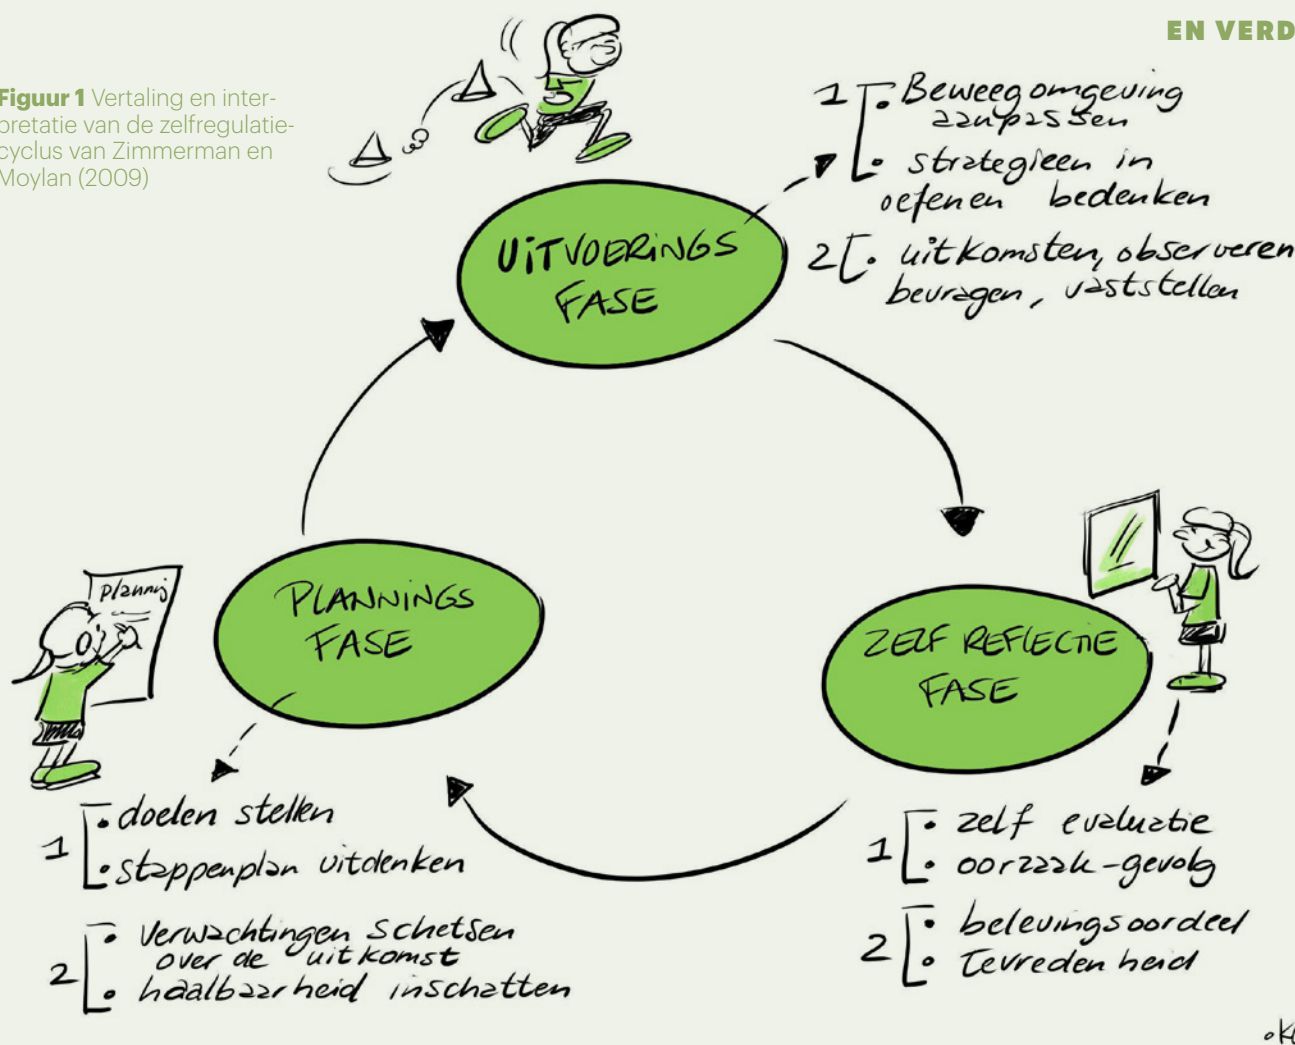 EN VERD
Figuur 1 Vertaling en inter-
pretatie van de zelfregulatie-
cyclus van Zimmerman en
Moylan (2009)
UITVOERINGS
FASE
1
• Beweegomgeving
aanpassen
• strategieen in
oefenen bedenken
2
• uitkomsten, observeren
bevragen, vaststellen
planning
PLANNINGS
FASE
1
• doelen stellen
• stappenplan uitdenken
2
• Verwachtingen schetsen
over de uitkomst
• haalbaarheid inschatten
ZELF REFLECTIE
FASE
1
• zelf evaluatie
• oorzaak-gevolg
2
• belevingsoordeel
• Tevredenheid